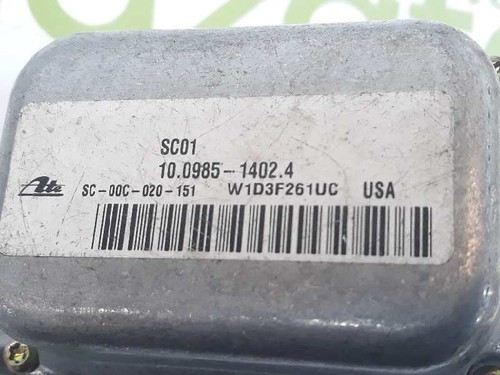 SC01
10.0985-1402.4
Ate SC-00C-020-151 W1D3F261UC USA